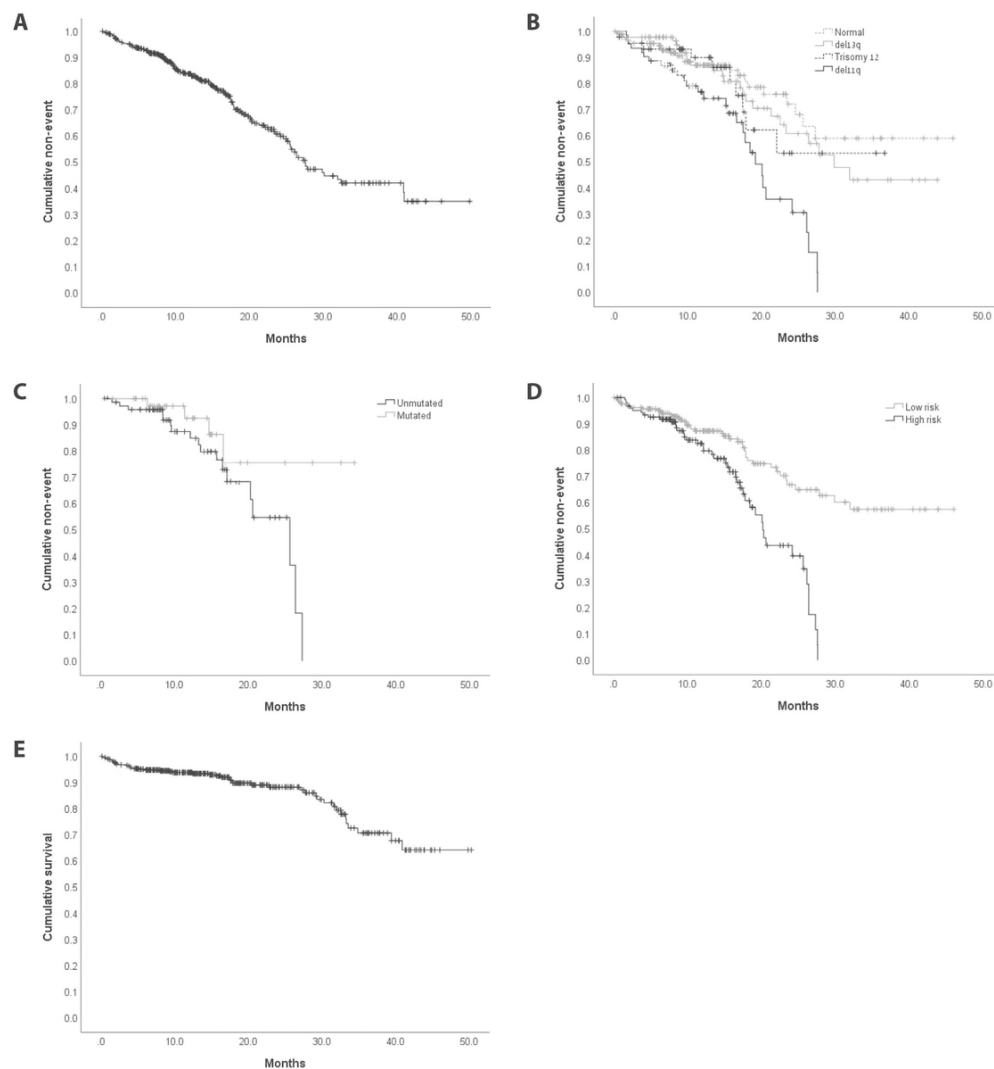 A
Cumulative non-event
1.0
0.9
0.8
0.7
0.6
0.5
0.4
0.3
0.2
0.1
0.0
.0 10.0 20.0 30.0 40.0 50.0
Months
B
Cumulative non-event
1.0
0.9
0.8
0.7
0.6
0.5
0.4
0.3
0.2
0.1
0.0
Normal
del13q
Trisomy 12
del11q
.0 10.0 20.0 30.0 40.0 50.0
Months
C
Cumulative non-event
1.0
0.9
0.8
0.7
0.6
0.5
0.4
0.3
0.2
0.1
0.0
Unmutated
Mutated
.0 10.0 20.0 30.0 40.0 50.0
Months
D
Cumulative non-event
1.0
0.9
0.8
0.7
0.6
0.5
0.4
0.3
0.2
0.1
0.0
Low risk
High risk
.0 10.0 20.0 30.0 40.0 50.0
Months
E
Cumulative survival
1.0
0.9
0.8
0.7
0.6
0.5
0.4
0.3
0.2
0.1
0.0
.0 10.0 20.0 30.0 40.0 50.0
Months